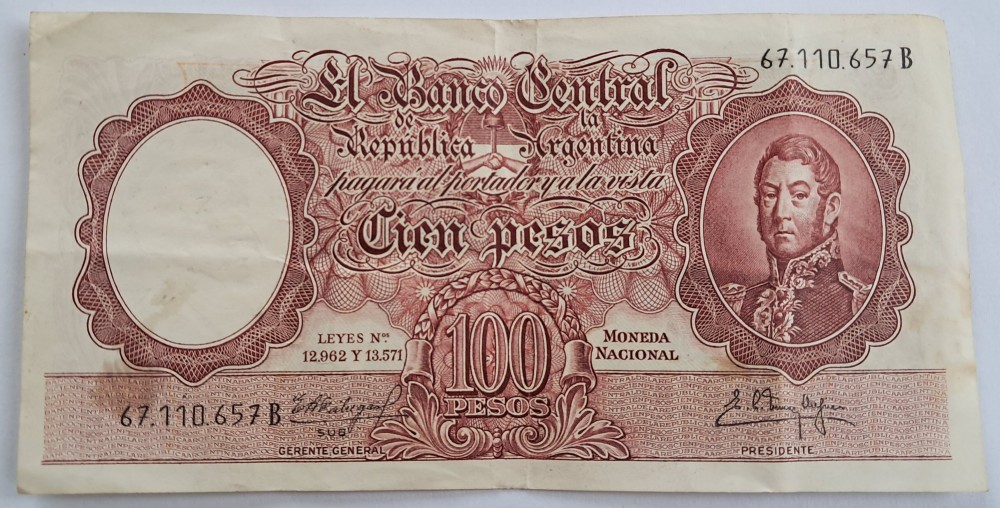 67.110.657 B
El Banco Central
de la
República Argentina
pagará al portador y a la vista
Cien pesos
LEYES Nos.
12.962 Y 13.571
100
PESOS
MONEDA
NACIONAL
67.110.657 B
SUB
GERENTE GENERAL
PRESIDENTE